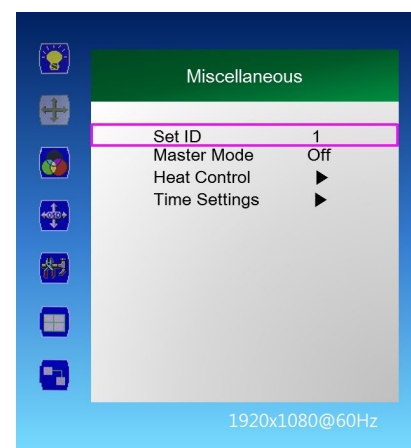 Miscellaneous
Set ID 1
Master Mode Off
Heat Control ▶
Time Settings ▶
1920x1080@60Hz